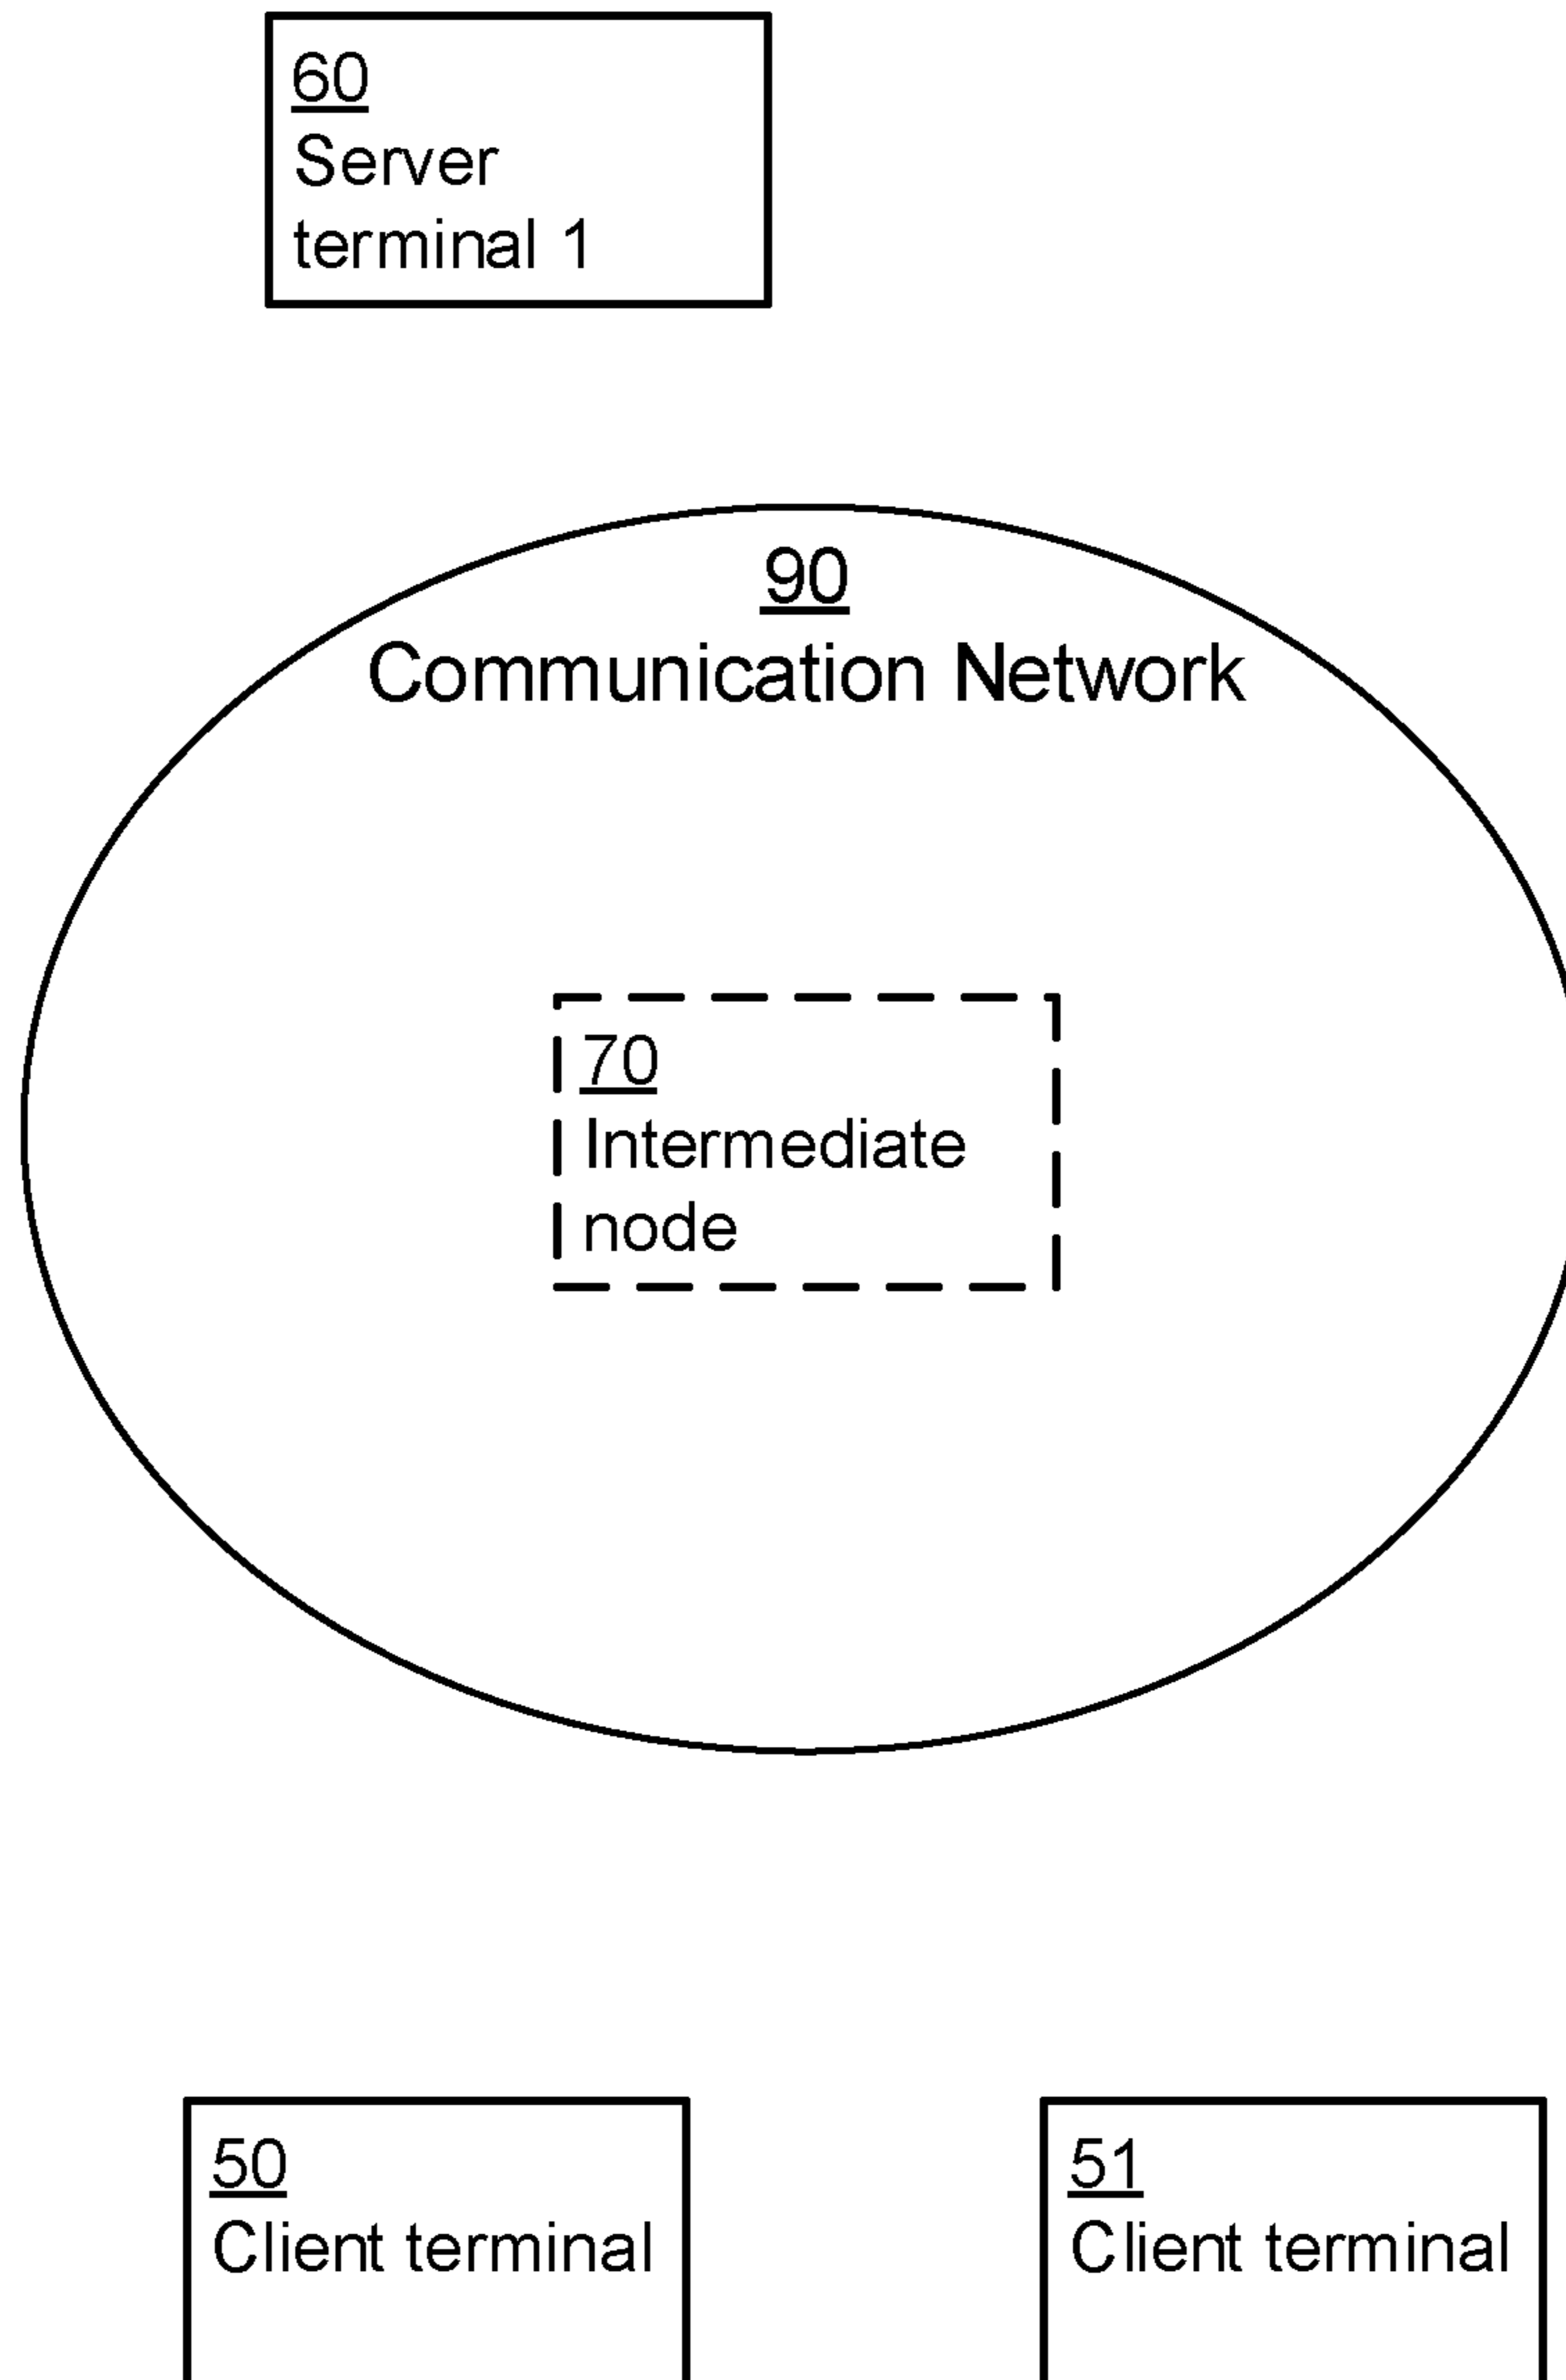 60
Server
terminal 1
90
Communication Network
70
Intermediate
node
50
Client terminal
51
Client terminal